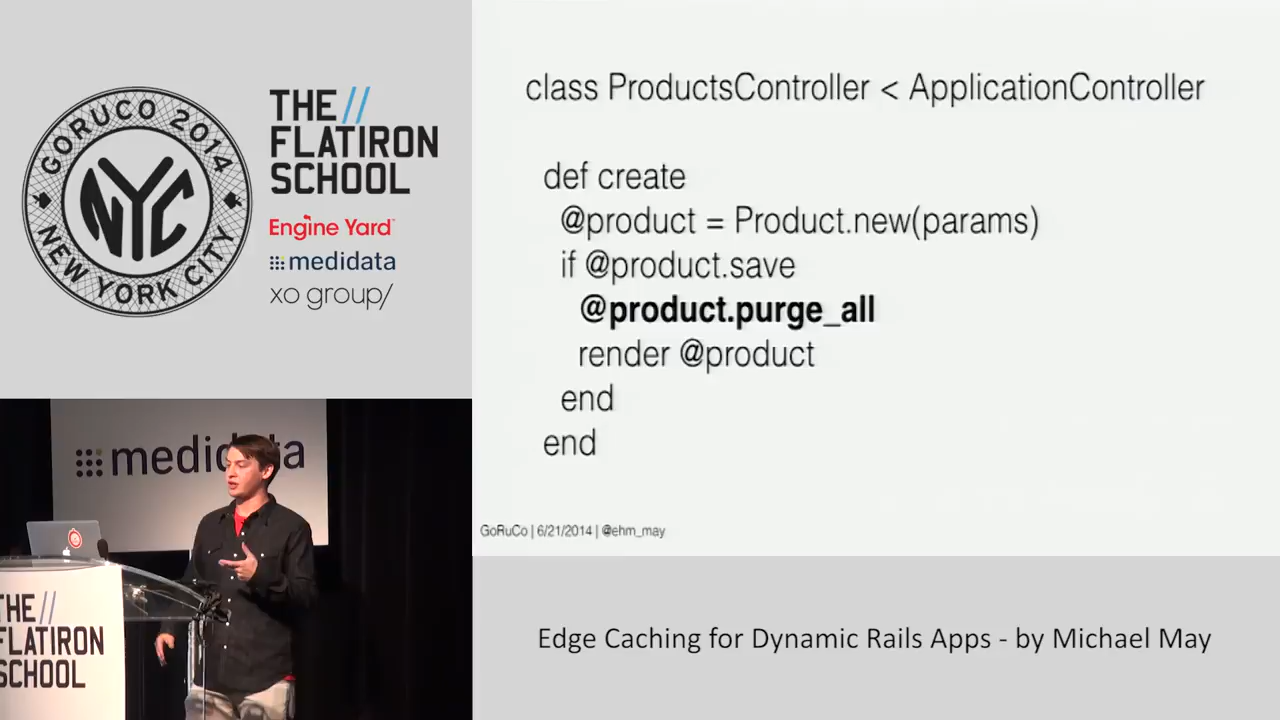 GORUCO 2014
NYC
NEW YORK CITY
THE //
FLATIRON
SCHOOL
Engine Yard
medidata
xo group/
class ProductsController < ApplicationController
def create
@product = Product.new(params)
if @product.save
@product.purge_all
render @product
end
end
GoRuCo | 6/21/2014 | @ehm_may
medidata
THE //
FLATIRON
SCHOOL
Edge Caching for Dynamic Rails Apps - by Michael May